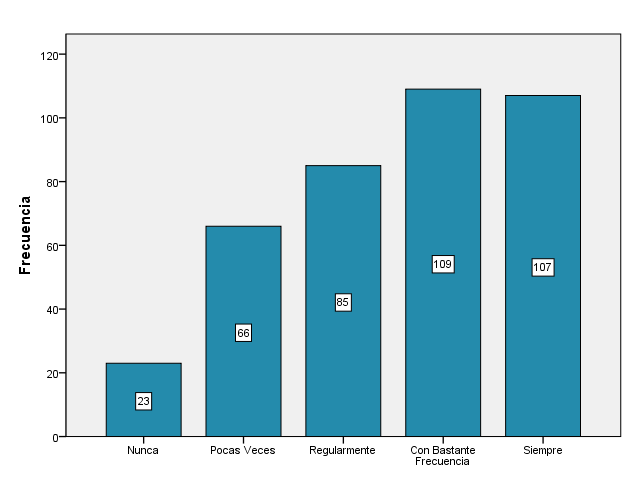 Frecuencia
120
100
80
60
40
20
0
23
66
85
109
107
Nunca
Pocas Veces
Regularmente
Con Bastante
Frecuencia
Siempre